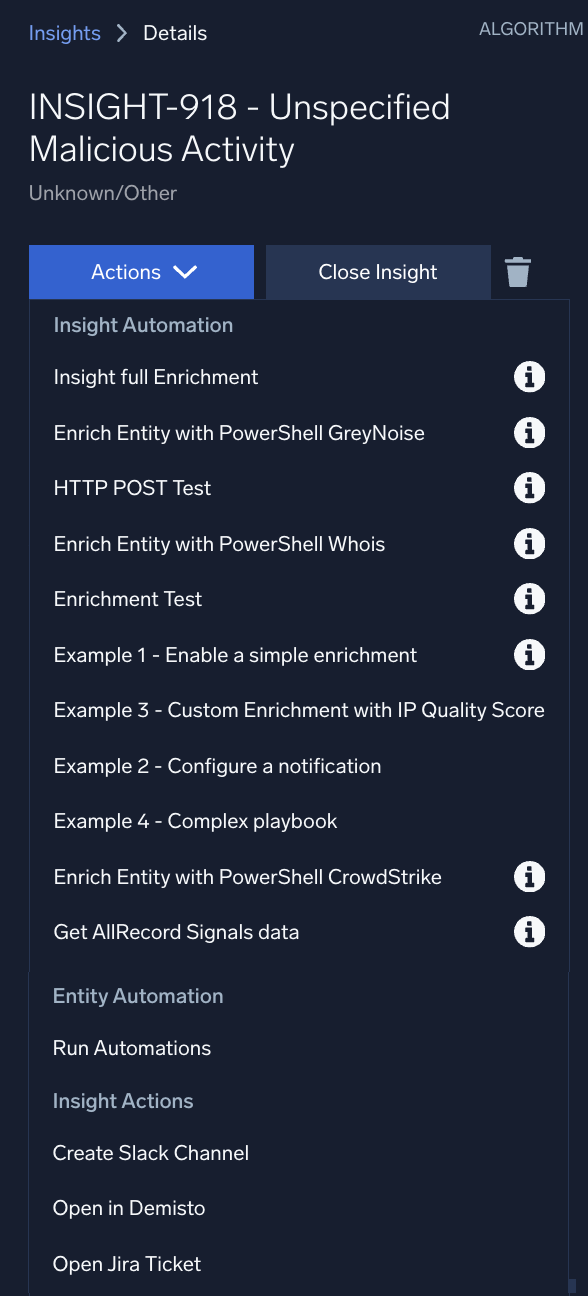 Insights > Details
ALGORITHM
INSIGHT-918 - Unspecified
Malicious Activity
Unknown/Other
Actions
Close Insight
Insight Automation
Insight full Enrichment
Enrich Entity with PowerShell GreyNoise
HTTP POST Test
Enrich Entity with PowerShell Whois
Enrichment Test
Example 1 - Enable a simple enrichment
Example 3 - Custom Enrichment with IP Quality Score
Example 2 - Configure a notification
Example 4 - Complex playbook
Enrich Entity with PowerShell CrowdStrike
Get AllRecord Signals data
Entity Automation
Run Automations
Insight Actions
Create Slack Channel
Open in Demisto
Open Jira Ticket